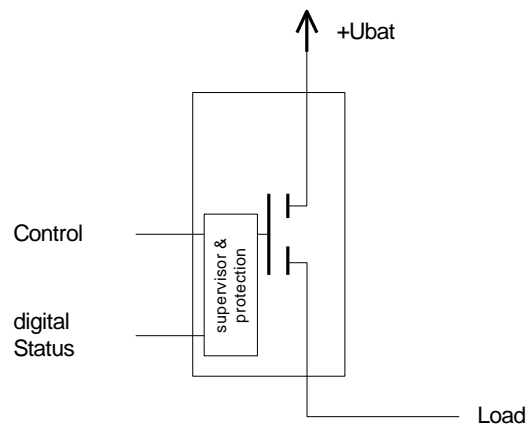 +Ubat
Control
supervisor &
protection
digital
Status
Load